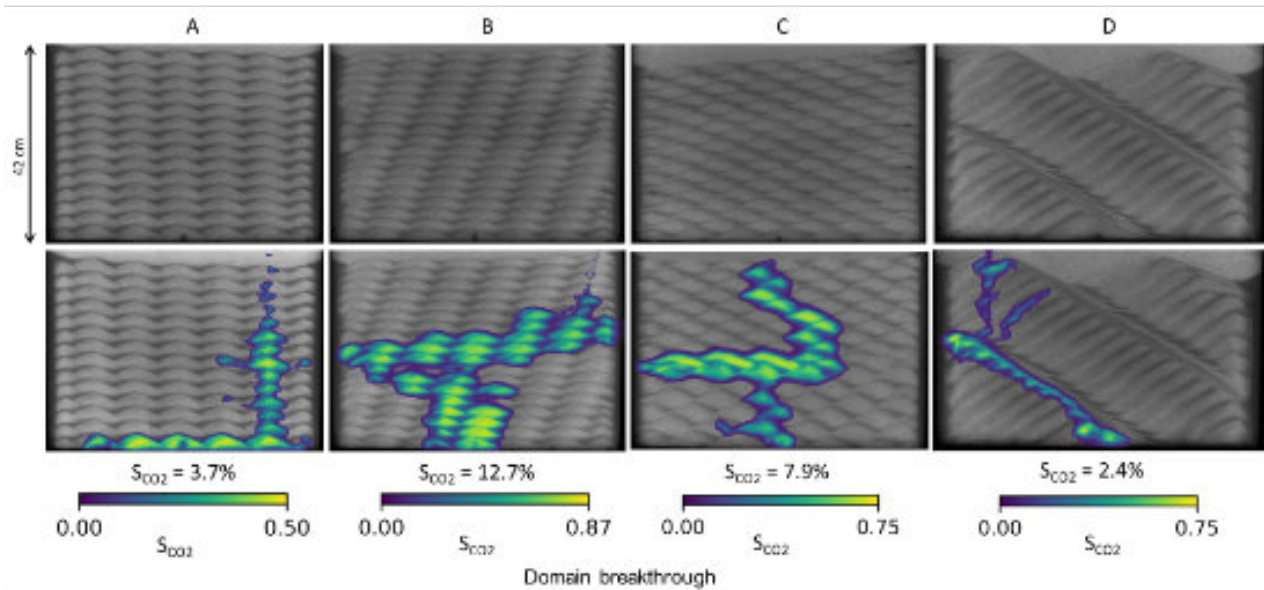 A B C D
42 cm
S_CO2 = 3.7% S_CO2 = 12.7% S_CO2 = 7.9% S_CO2 = 2.4%
0.00 0.50 0.00 0.87 0.00 0.75 0.00 0.75
S_CO2 S_CO2 S_CO2 S_CO2
Domain breakthrough